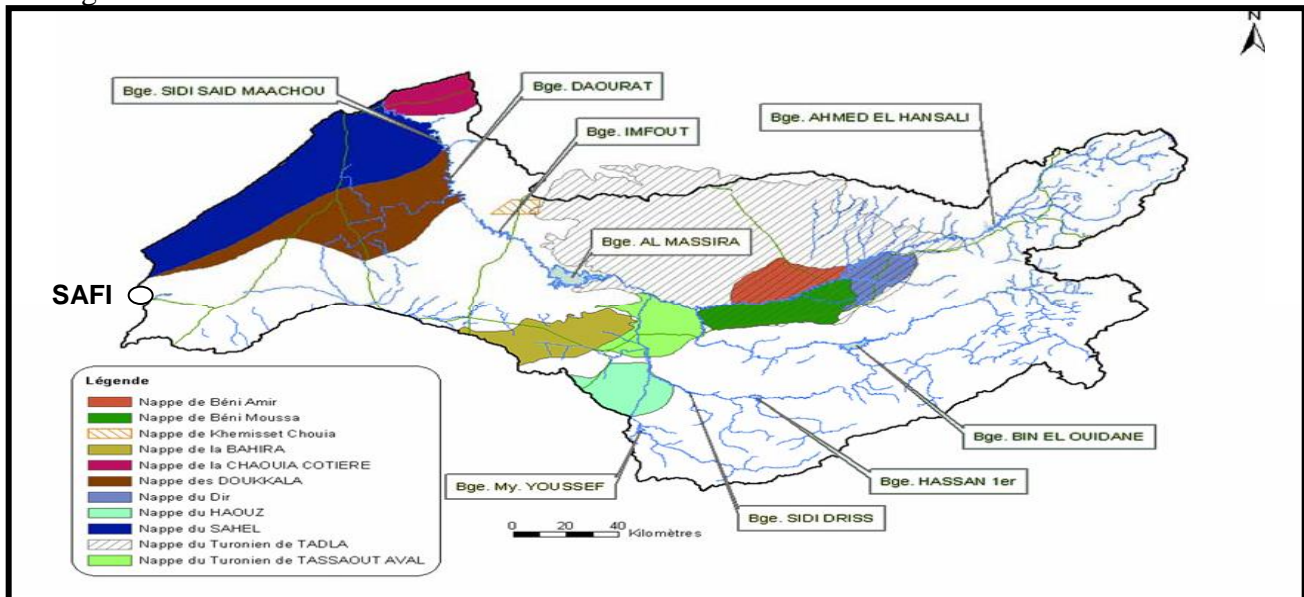 N
Bge. SIDI SAID MAACHOU
Bge. DAOURAT
Bge. IMFOUT
Bge. AHMED EL HANSALI
Bge. AL MASSIRA
SAFI
Bge. BIN EL OUIDANE
Bge. HASSAN 1er
Bge. My. YOUSSEF
Bge. SIDI DRISS
0 20 40
Kilomètres
Légende
Nappe de Béni Amir
Nappe de Béni Moussa
Nappe de Khemisset Chouia
Nappe de la BAHIRA
Nappe de la CHAOUIA COTIERE
Nappe des DOUKKALA
Nappe du Dir
Nappe du HAOUZ
Nappe du SAHEL
Nappe du Turonien de TADLA
Nappe du Turonien de TASSAOUT AVAL